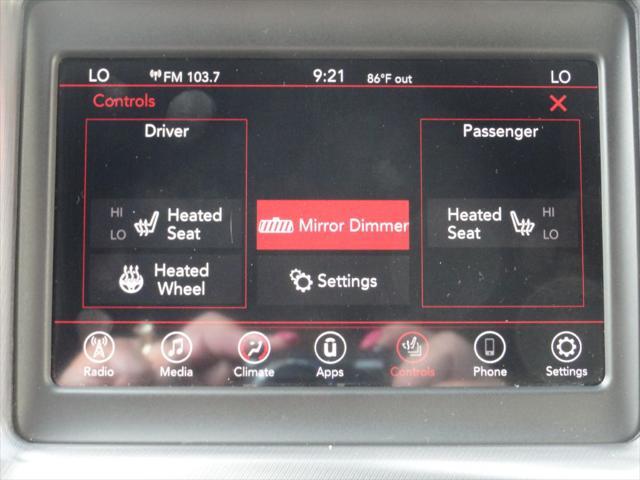 LO FM 103.7 9:21 86°F out LO
Controls
Driver
Passenger
HI
LO
Heated
Seat
Mirror Dimmer
Heated
Seat
HI
LO
Heated
Wheel
Settings
Radio Media Climate Apps Controls Phone Settings